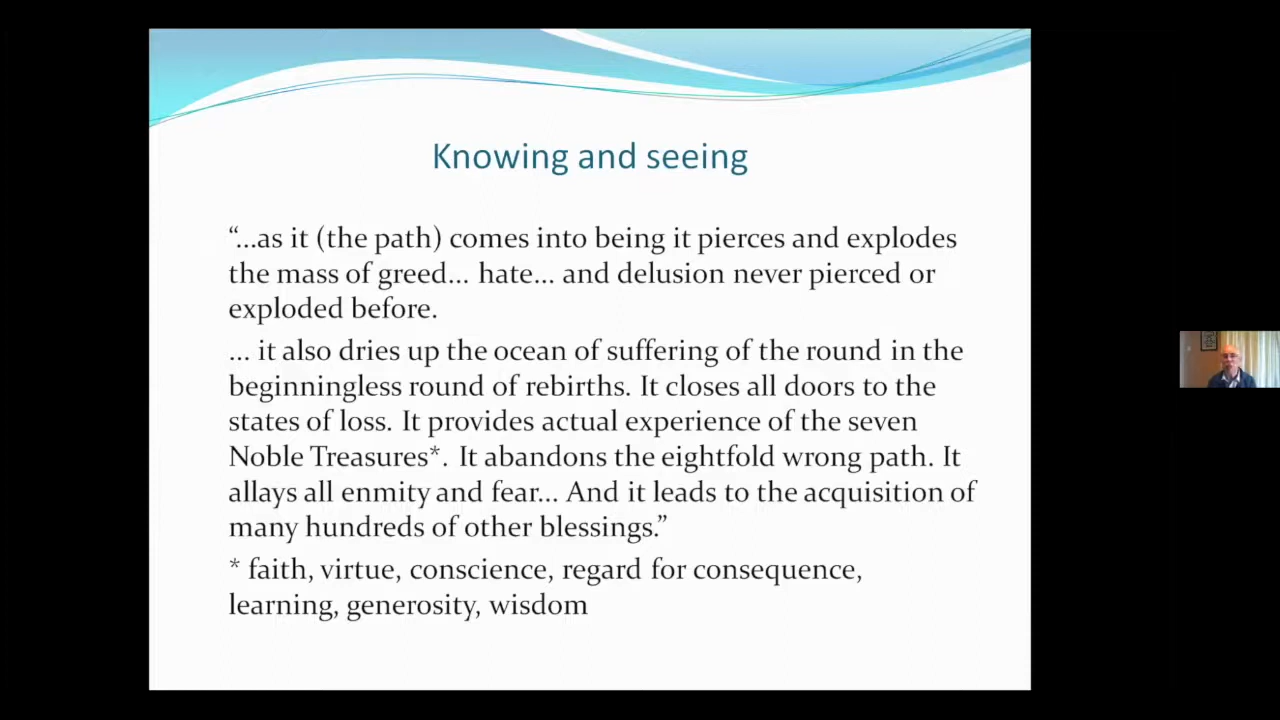 Knowing and seeing
“...as it (the path) comes into being it pierces and explodes
the mass of greed... hate... and delusion never pierced or
exploded before.
... it also dries up the ocean of suffering of the round in the
beginningless round of rebirths. It closes all doors to the
states of loss. It provides actual experience of the seven
Noble Treasures*. It abandons the eightfold wrong path. It
allays all enmity and fear... And it leads to the acquisition of
many hundreds of other blessings.”
* faith, virtue, conscience, regard for consequence,
learning, generosity, wisdom